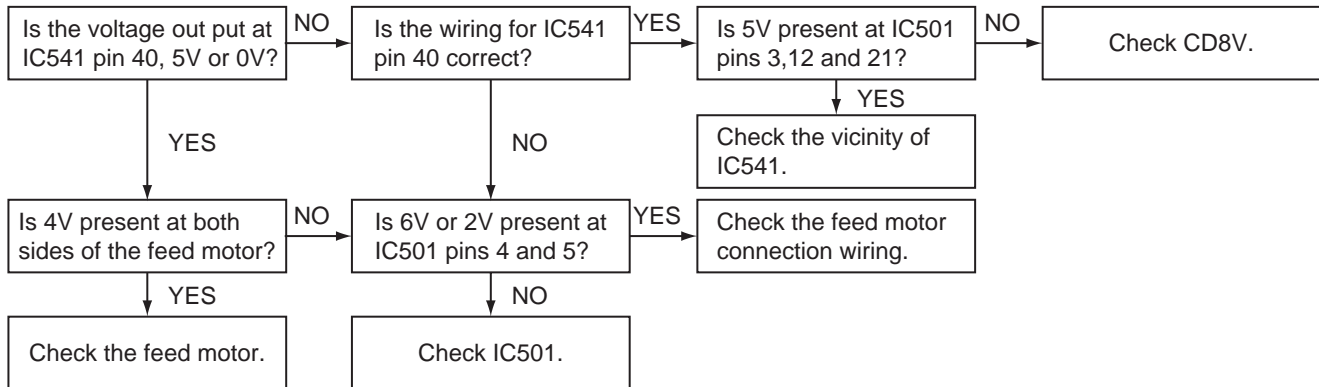 Is the voltage out put at
IC541 pin 40, 5V or 0V?
NO
Is the wiring for IC541
pin 40 correct?
YES
Is 5V present at IC501
pins 3,12 and 21?
NO
Check CD8V.
YES
NO
YES
Check the vicinity of
IC541.
Is 4V present at both
sides of the feed motor?
NO
Is 6V or 2V present at
IC501 pins 4 and 5?
YES
Check the feed motor
connection wiring.
YES
NO
Check the feed motor.
Check IC501.